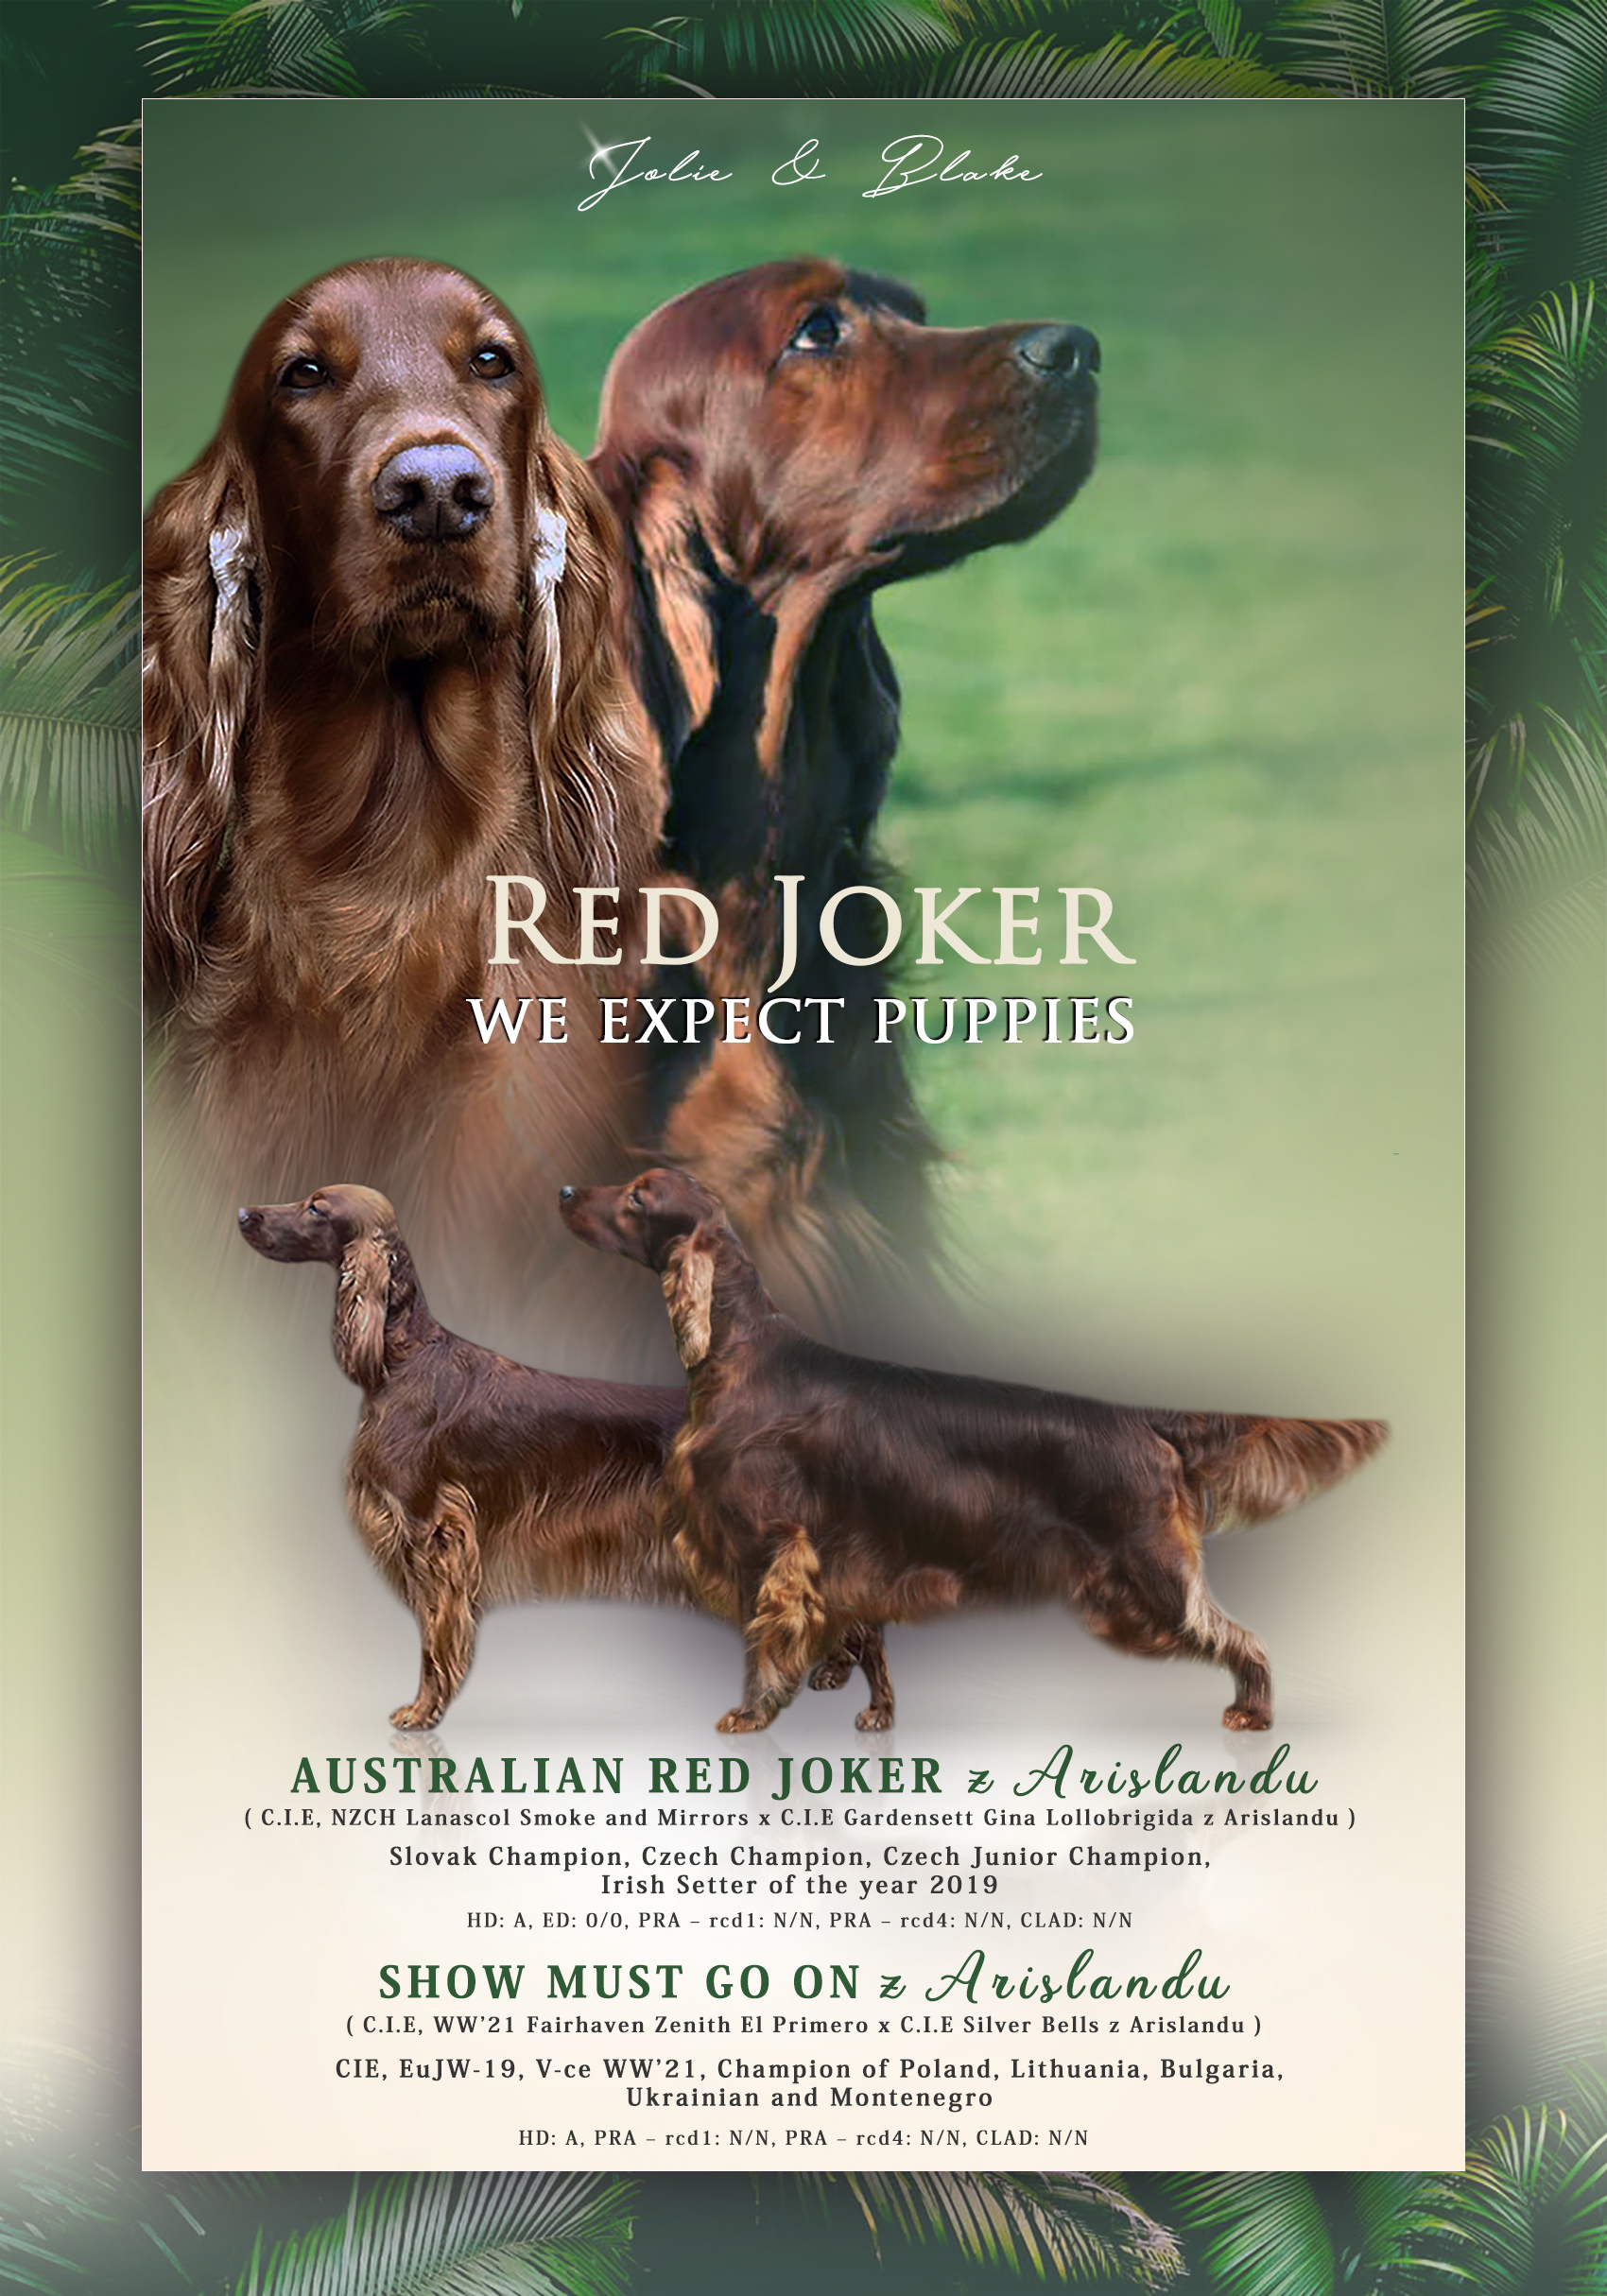 Jolie & Blake
RED JOKER
WE EXPECT PUPPIES
AUSTRALIAN RED JOKER z Arislandu
( C.I.E, NZCH Lanascol Smoke and Mirrors x C.I.E Gardensett Gina Lollobrigida z Arislandu )
Slovak Champion, Czech Champion, Czech Junior Champion,
Irish Setter of the year 2019
HD: A, ED: 0/0, PRA – rcd1: N/N, PRA – rcd4: N/N, CLAD: N/N
SHOW MUST GO ON z Arislandu
( C.I.E, WW’21 Fairhaven Zenith El Primero x C.I.E Silver Bells z Arislandu )
CIE, EuJW-19, V-ce WW’21, Champion of Poland, Lithuania, Bulgaria,
Ukrainian and Montenegro
HD: A, PRA – rcd1: N/N, PRA – rcd4: N/N, CLAD: N/N